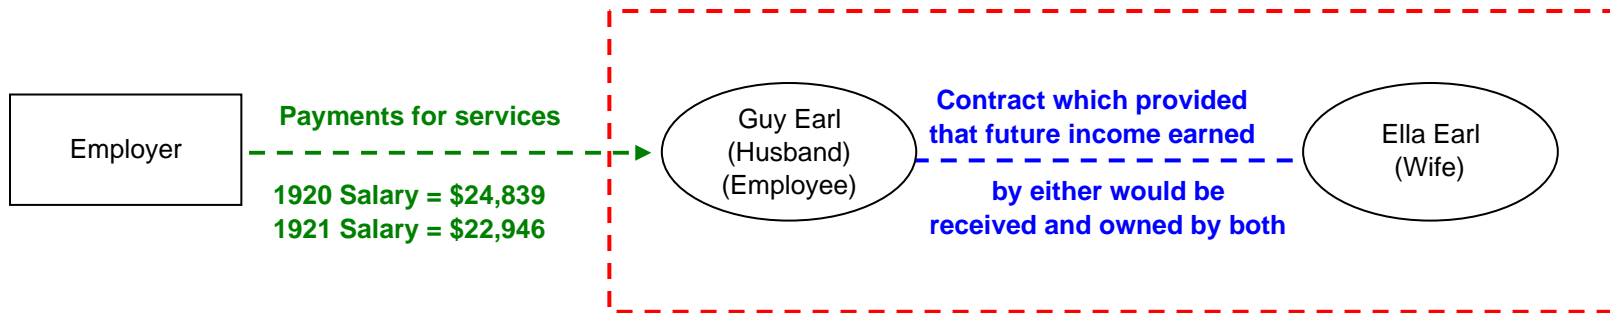 Employer
Payments for services
1920 Salary = $24,839
1921 Salary = $22,946
Guy Earl
(Husband)
(Employee)
Contract which provided
that future income earned
by either would be
received and owned by both
Ella Earl
(Wife)